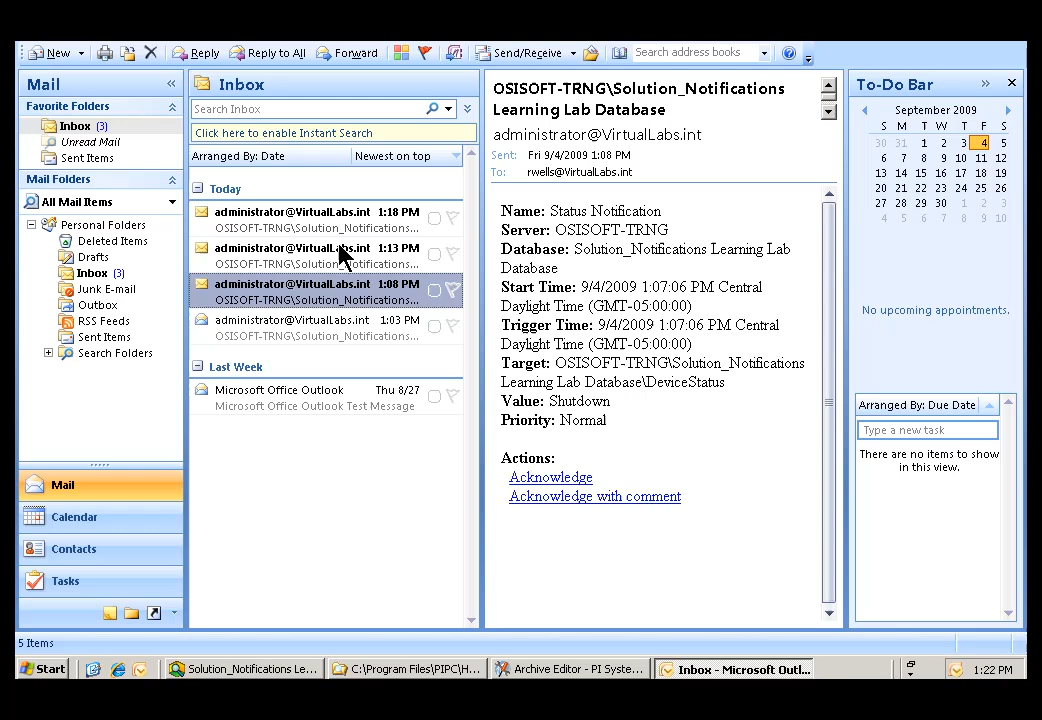 New Reply Reply to All Forward Send/Receive Search address books
Mail «
Favorite Folders
Inbox (3)
Unread Mail
Sent Items
Mail Folders
All Mail Items
Personal Folders
Deleted Items
Drafts
Inbox (3)
Junk E-mail
Outbox
RSS Feeds
Sent Items
Search Folders
Mail
Calendar
Contacts
Tasks
Inbox
Search Inbox
Click here to enable Instant Search
Arranged By: Date Newest on top
Today
administrator@VirtualLabs.int 1:18 PM
OSISOFT-TRNG\Solution_Notifications...
administrator@VirtualLabs.int 1:13 PM
OSISOFT-TRNG\Solution_Notifications...
administrator@VirtualLabs.int 1:08 PM
OSISOFT-TRNG\Solution_Notifications...
administrator@VirtualLabs.int 1:03 PM
OSISOFT-TRNG\Solution_Notifications...
Last Week
Microsoft Office Outlook Thu 8/27
Microsoft Office Outlook Test Message
OSISOFT-TRNG\Solution_Notifications
Learning Lab Database
administrator@VirtualLabs.int
Sent: Fri 9/4/2009 1:08 PM
To: rwells@VirtualLabs.int
Name: Status Notification
Server: OSISOFT-TRNG
Database: Solution_Notifications Learning Lab
Database
Start Time: 9/4/2009 1:07:06 PM Central
Daylight Time (GMT-05:00:00)
Trigger Time: 9/4/2009 1:07:06 PM Central
Daylight Time (GMT-05:00:00)
Target: OSISOFT-TRNG\Solution_Notifications
Learning Lab Database\DeviceStatus
Value: Shutdown
Priority: Normal
Actions:
Acknowledge
Acknowledge with comment
To-Do Bar »
September 2009
S M T W T F S
30 31 1 2 3 4 5
6 7 8 9 10 11 12
13 14 15 16 17 18 19
20 21 22 23 24 25 26
27 28 29 30 1 2 3
4 5 6 7 8 9 10
No upcoming appointments.
Arranged By: Due Date
Type a new task
There are no items to show
in this view.
5 Items
Start Solution_Notifications Le... C:\Program Files\PIPC\H... Archive Editor - PI Syste... Inbox - Microsoft Outl... 1:22 PM